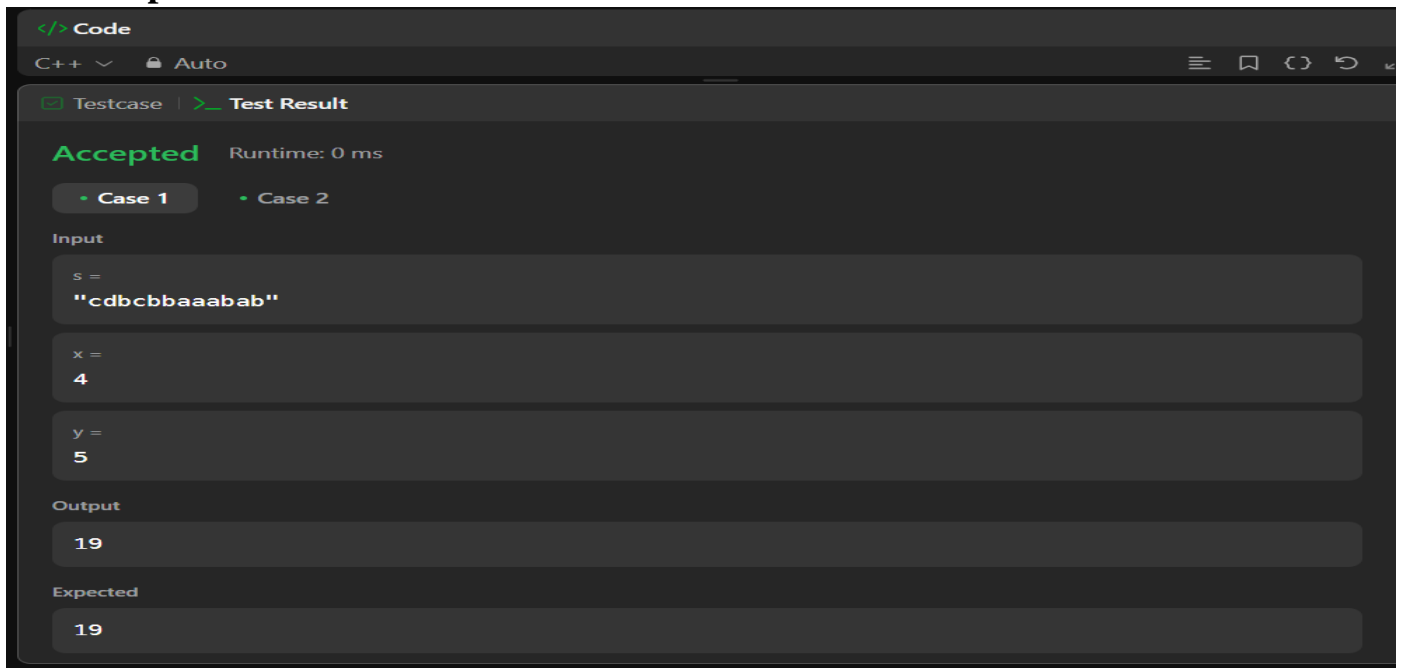 </> Code
C++ Auto
Testcase | >_ Test Result
Accepted Runtime: 0 ms
• Case 1 • Case 2
Input
s =
"cdbcbbaaabab"
x =
4
y =
5
Output
19
Expected
19